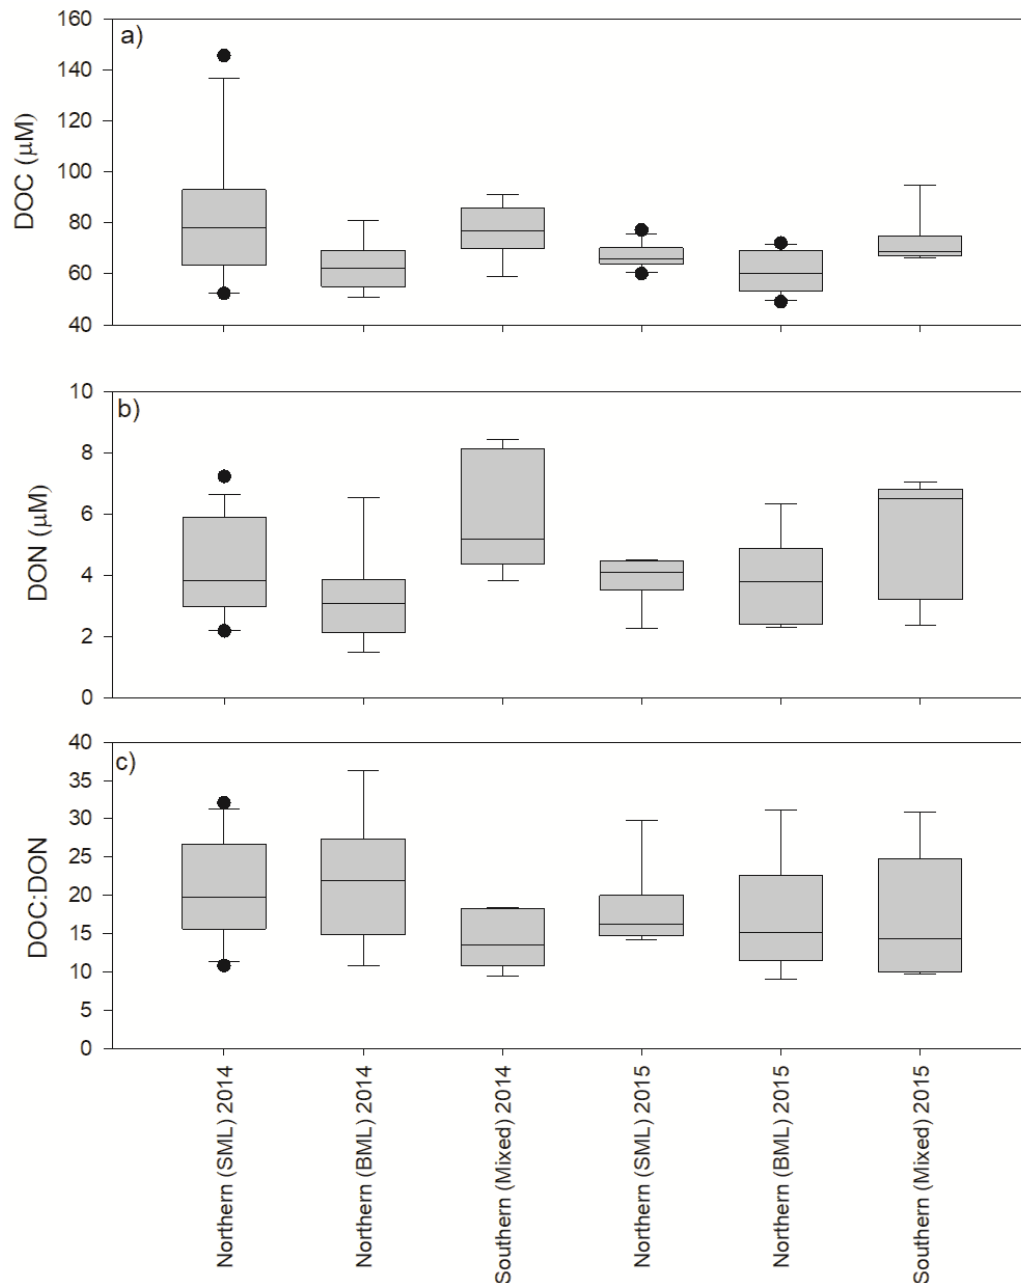 a)
160
140
120
100
80
60
40
DOC (µM)
b)
10
8
6
4
2
0
DON (µM)
c)
40
35
30
25
20
15
10
5
0
DOC:DON
Northern (SML) 2014
Northern (BML) 2014
Southern (Mixed) 2014
Northern (SML) 2015
Northern (BML) 2015
Southern (Mixed) 2015